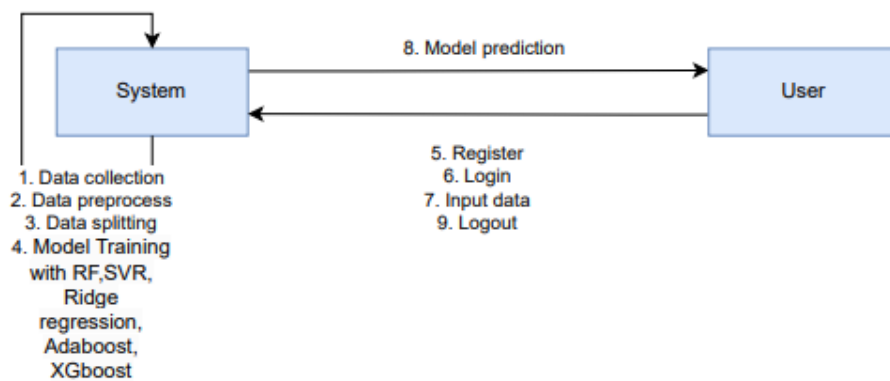 8. Model prediction
System
User
5. Register
6. Login
7. Input data
9. Logout
1. Data collection
2. Data preprocess
3. Data splitting
4. Model Training
with RF,SVR,
Ridge
regression,
Adaboost,
XGboost